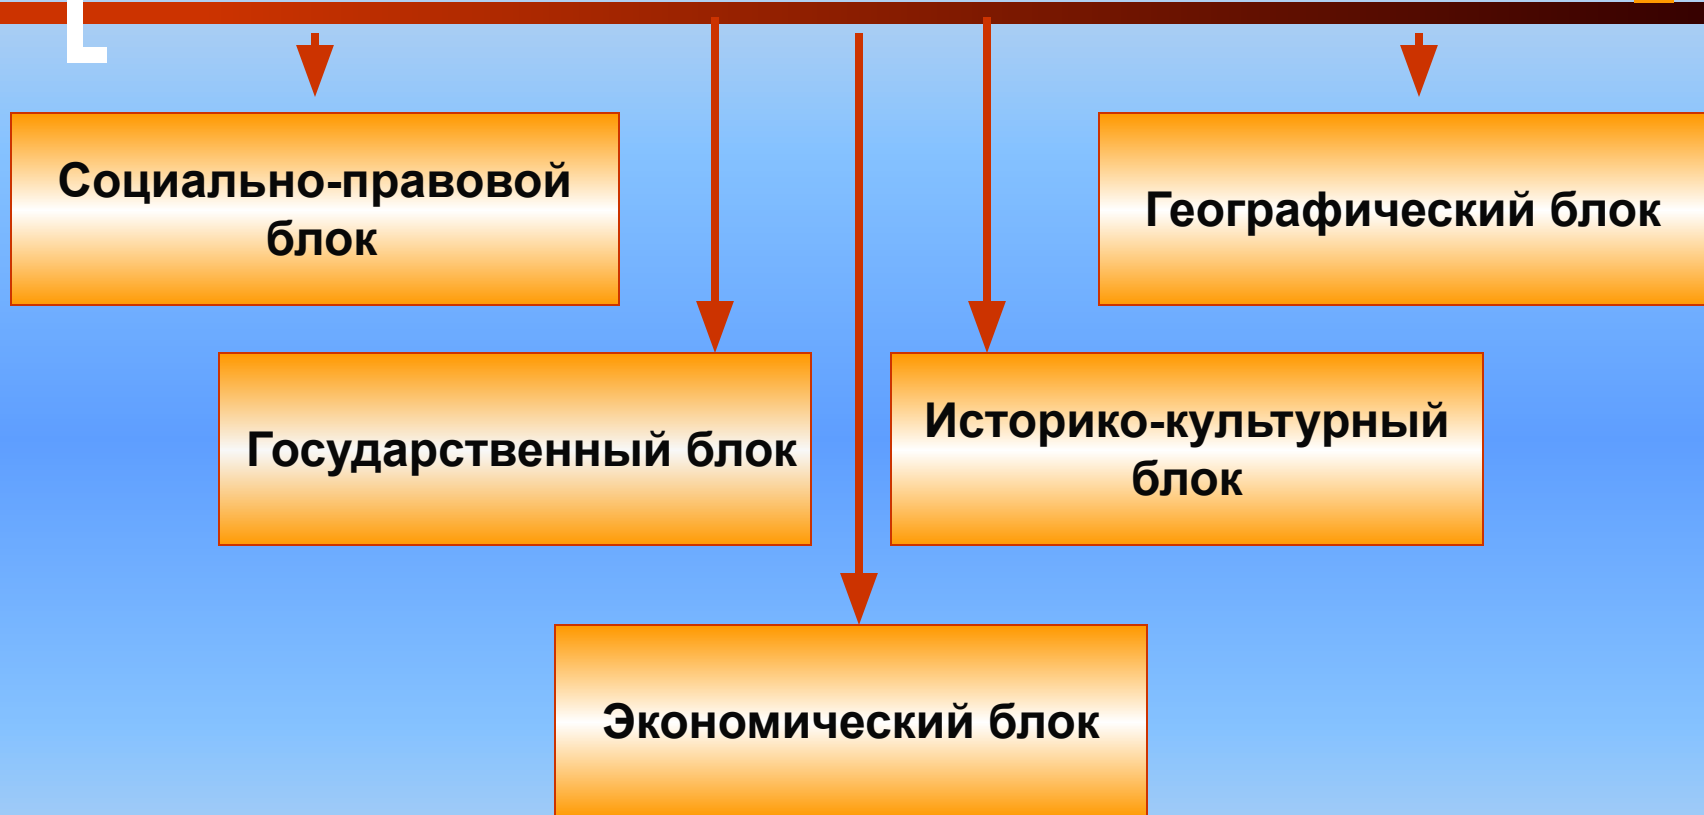 Социально-правовой
блок
Географический блок
Государственный блок
Историко-культурный
блок
Экономический блок